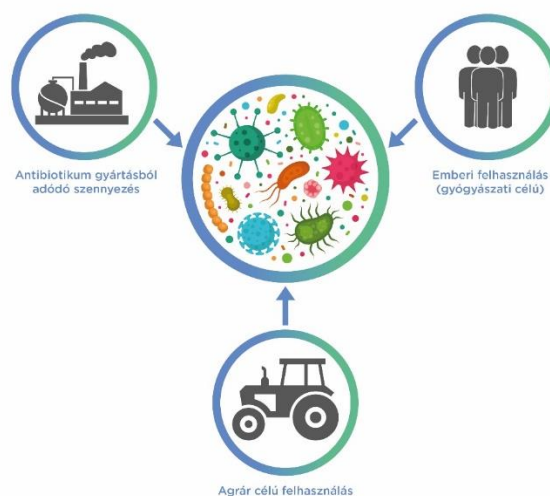 Antibiotikum gyártásból
adódó szennyezés
Emberi felhasználás
(gyógyászati célú)
Agrár célú felhasználás